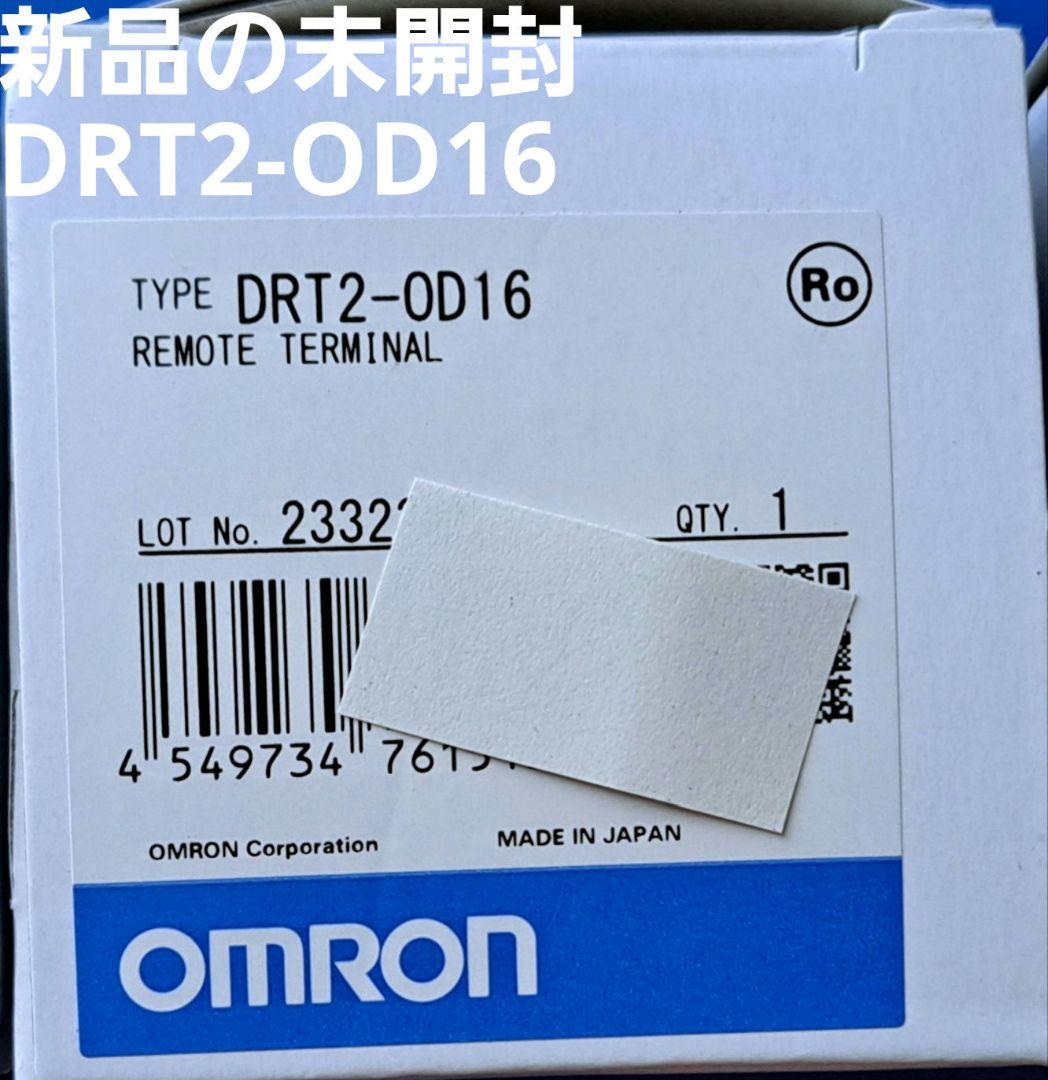 新品の未開封
DRT2-OD16
TYPE DRT2-OD16
Ro
REMOTE TERMINAL
LOT No. 2332
QTY. 1
4 549734 761
OMRON Corporation
MADE IN JAPAN
OMRON